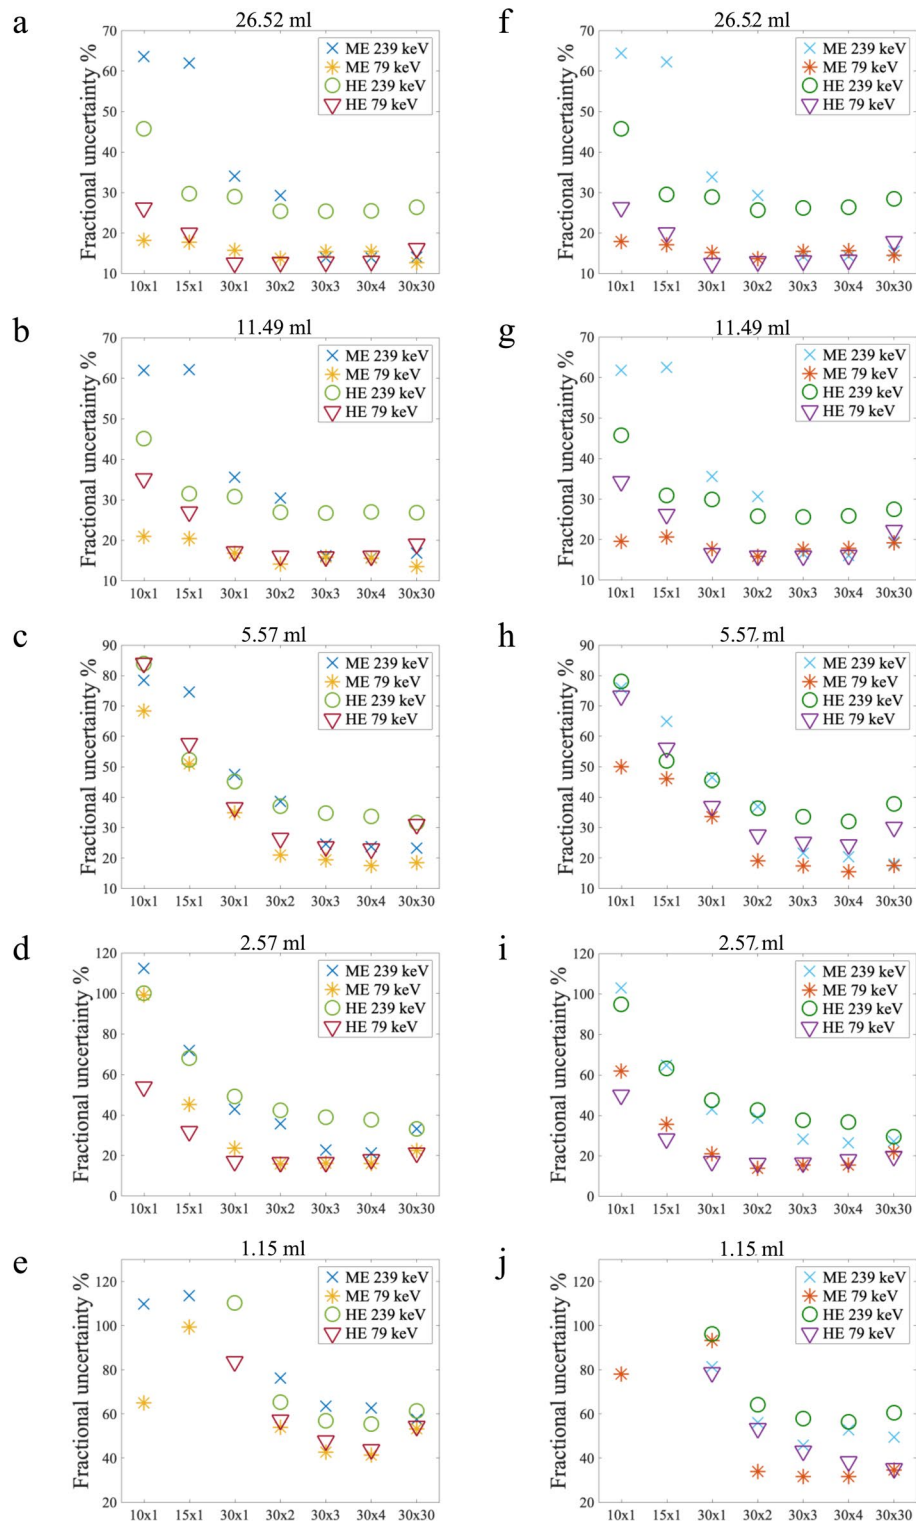 a
26.52 ml
Fractional uncertainty %
70
60
50
40
30
20
10
ME 239 keV
ME 79 keV
HE 239 keV
HE 79 keV
10x1 15x1 30x1 30x2 30x3 30x4 30x30
f
26.52 ml
Fractional uncertainty %
70
60
50
40
30
20
10
ME 239 keV
ME 79 keV
HE 239 keV
HE 79 keV
10x1 15x1 30x1 30x2 30x3 30x4 30x30
b
11.49 ml
Fractional uncertainty %
70
60
50
40
30
20
10
ME 239 keV
ME 79 keV
HE 239 keV
HE 79 keV
10x1 15x1 30x1 30x2 30x3 30x4 30x30
g
11.49 ml
Fractional uncertainty %
70
60
50
40
30
20
10
ME 239 keV
ME 79 keV
HE 239 keV
HE 79 keV
10x1 15x1 30x1 30x2 30x3 30x4 30x30
c
5.57 ml
Fractional uncertainty %
90
80
70
60
50
40
30
20
10
ME 239 keV
ME 79 keV
HE 239 keV
HE 79 keV
10x1 15x1 30x1 30x2 30x3 30x4 30x30
h
5.57 ml
Fractional uncertainty %
90
80
70
60
50
40
30
20
10
ME 239 keV
ME 79 keV
HE 239 keV
HE 79 keV
10x1 15x1 30x1 30x2 30x3 30x4 30x30
d
2.57 ml
Fractional uncertainty %
120
100
80
60
40
20
0
ME 239 keV
ME 79 keV
HE 239 keV
HE 79 keV
10x1 15x1 30x1 30x2 30x3 30x4 30x30
i
2.57 ml
Fractional uncertainty %
120
100
80
60
40
20
0
ME 239 keV
ME 79 keV
HE 239 keV
HE 79 keV
10x1 15x1 30x1 30x2 30x3 30x4 30x30
e
1.15 ml
Fractional uncertainty %
120
100
80
60
40
20
ME 239 keV
ME 79 keV
HE 239 keV
HE 79 keV
10x1 15x1 30x1 30x2 30x3 30x4 30x30
j
1.15 ml
Fractional uncertainty %
120
100
80
60
40
20
ME 239 keV
ME 79 keV
HE 239 keV
HE 79 keV
10x1 15x1 30x1 30x2 30x3 30x4 30x30